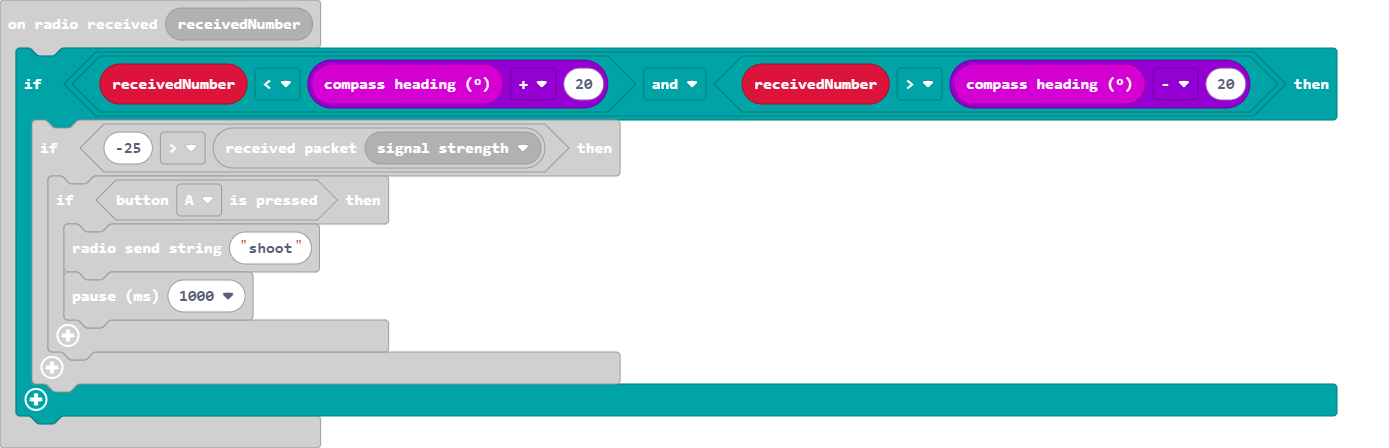 on radio received receivedNumber
if receivedNumber < compass heading (º) + 20 and receivedNumber > compass heading (º) - 20 then
if -25 > received packet signal strength then
if button A is pressed then
radio send string "shoot"
pause (ms) 1000